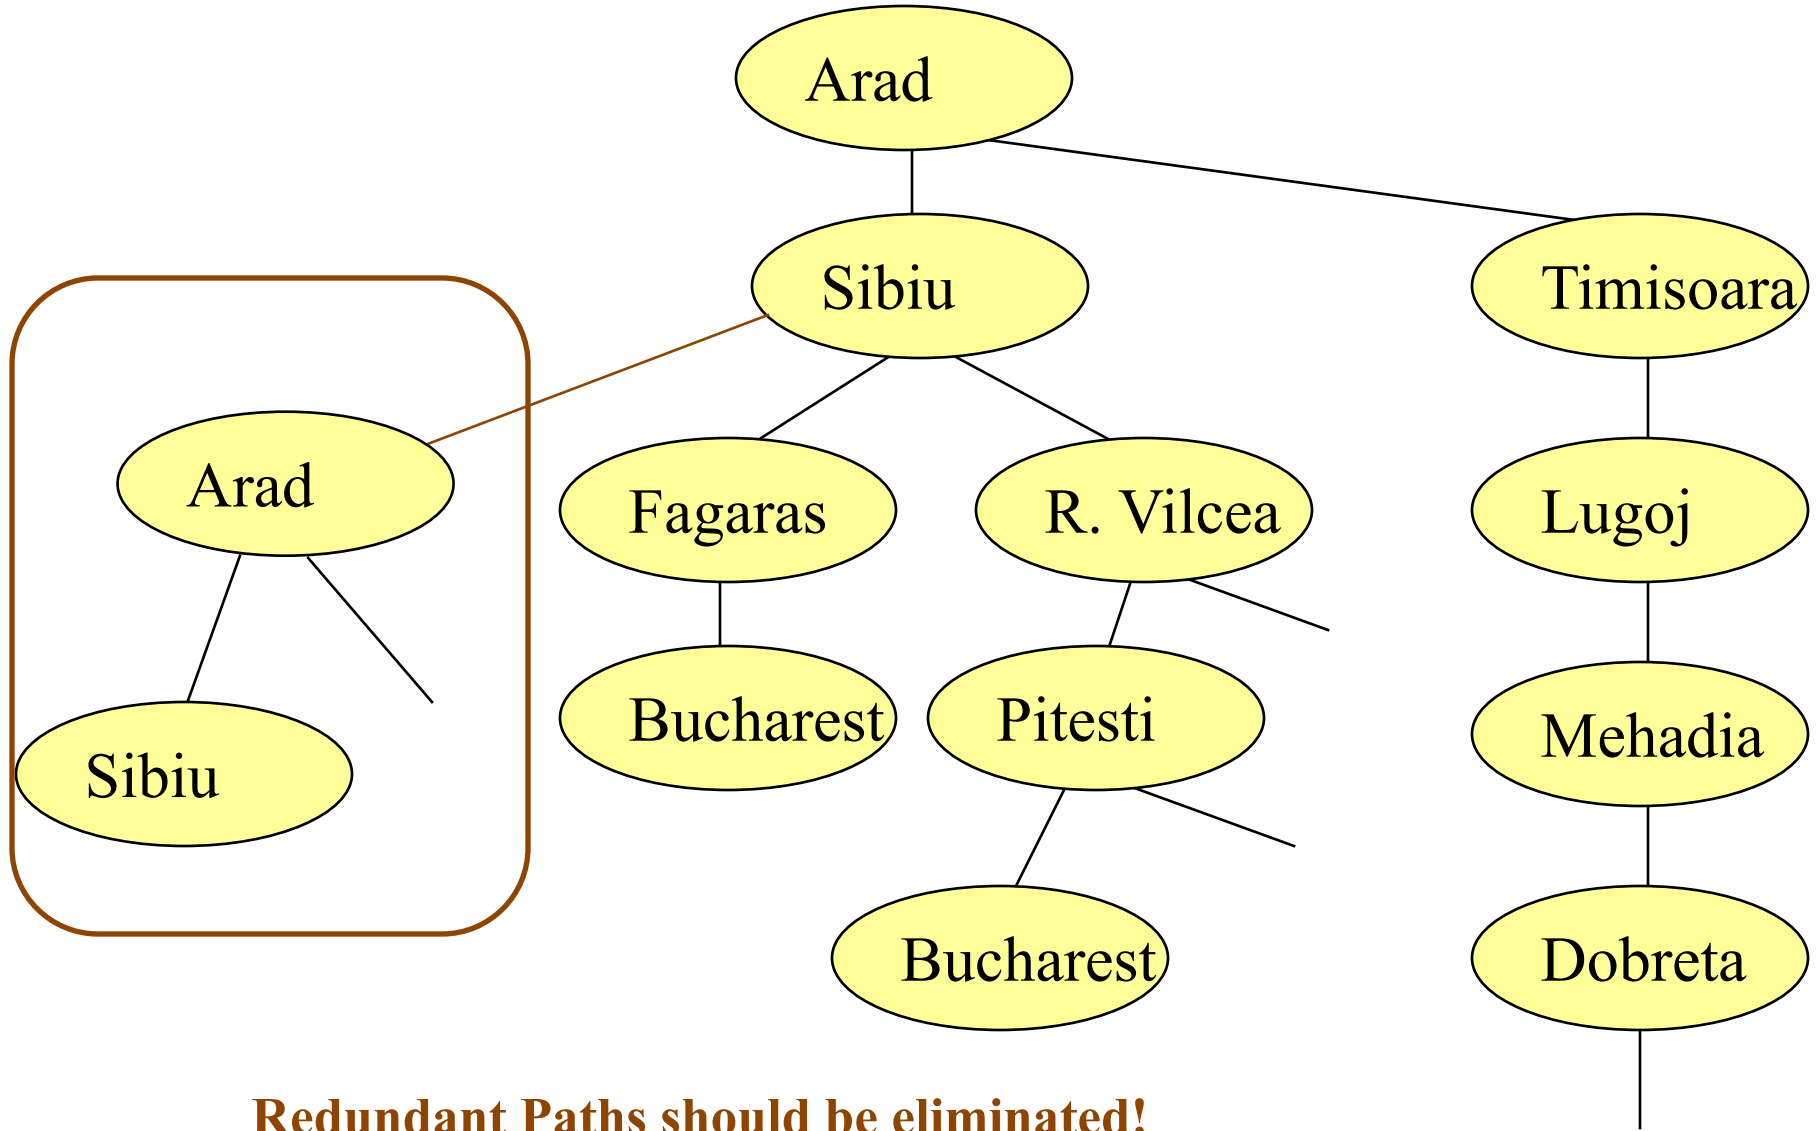 Arad
Sibiu
Timisoara
Arad
Fagaras
R. Vilcea
Lugoj
Sibiu
Bucharest
Pitesti
Mehadia
Bucharest
Dobreta
Redundant Paths should be eliminated!